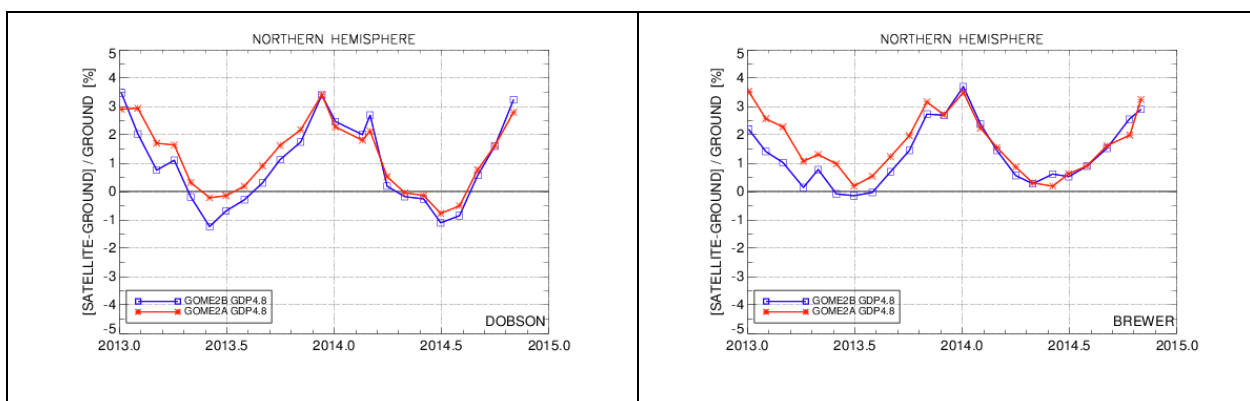 NORTHERN HEMISPHERE
[SATELLITE-GROUND] / GROUND [%]
5
4
3
2
1
0
-1
-2
-3
-4
-5
GOME2B GDP4.8
GOME2A GDP4.8
DOBSON
2013.0 2013.5 2014.0 2014.5 2015.0
NORTHERN HEMISPHERE
[SATELLITE-GROUND] / GROUND [%]
5
4
3
2
1
0
-1
-2
-3
-4
-5
GOME2B GDP4.8
GOME2A GDP4.8
BREWER
2013.0 2013.5 2014.0 2014.5 2015.0